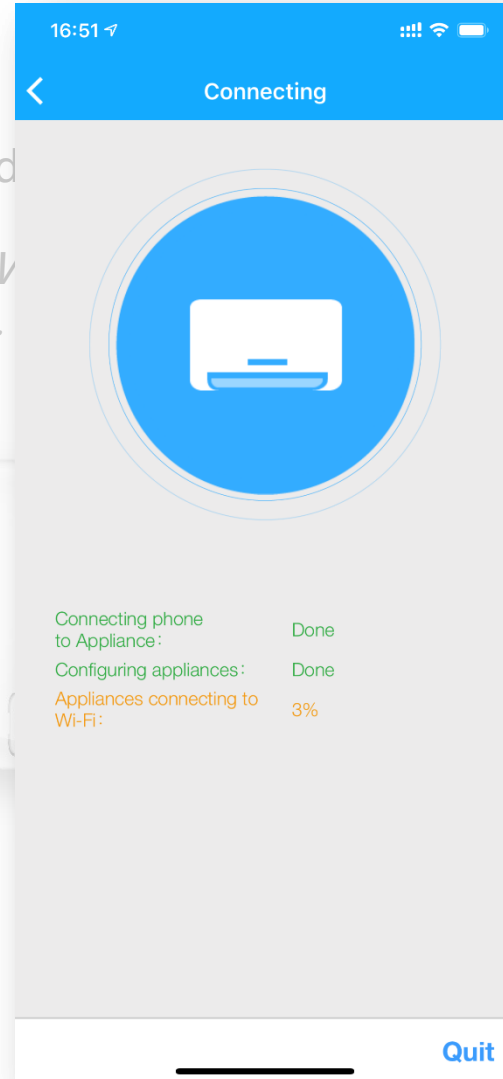 16:51
Connecting
Connecting phone
to Appliance:
Done
Configuring appliances:
Done
Appliances connecting to
Wi-Fi:
3%
Quit